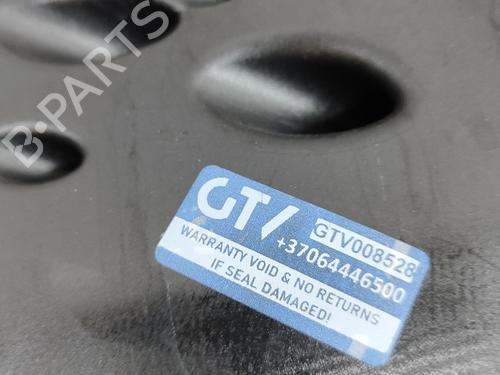 B-PARTS
GTV
GTV008528
+37064446500
WARRANTY VOID & NO RETURNS
IF SEAL DAMAGED!